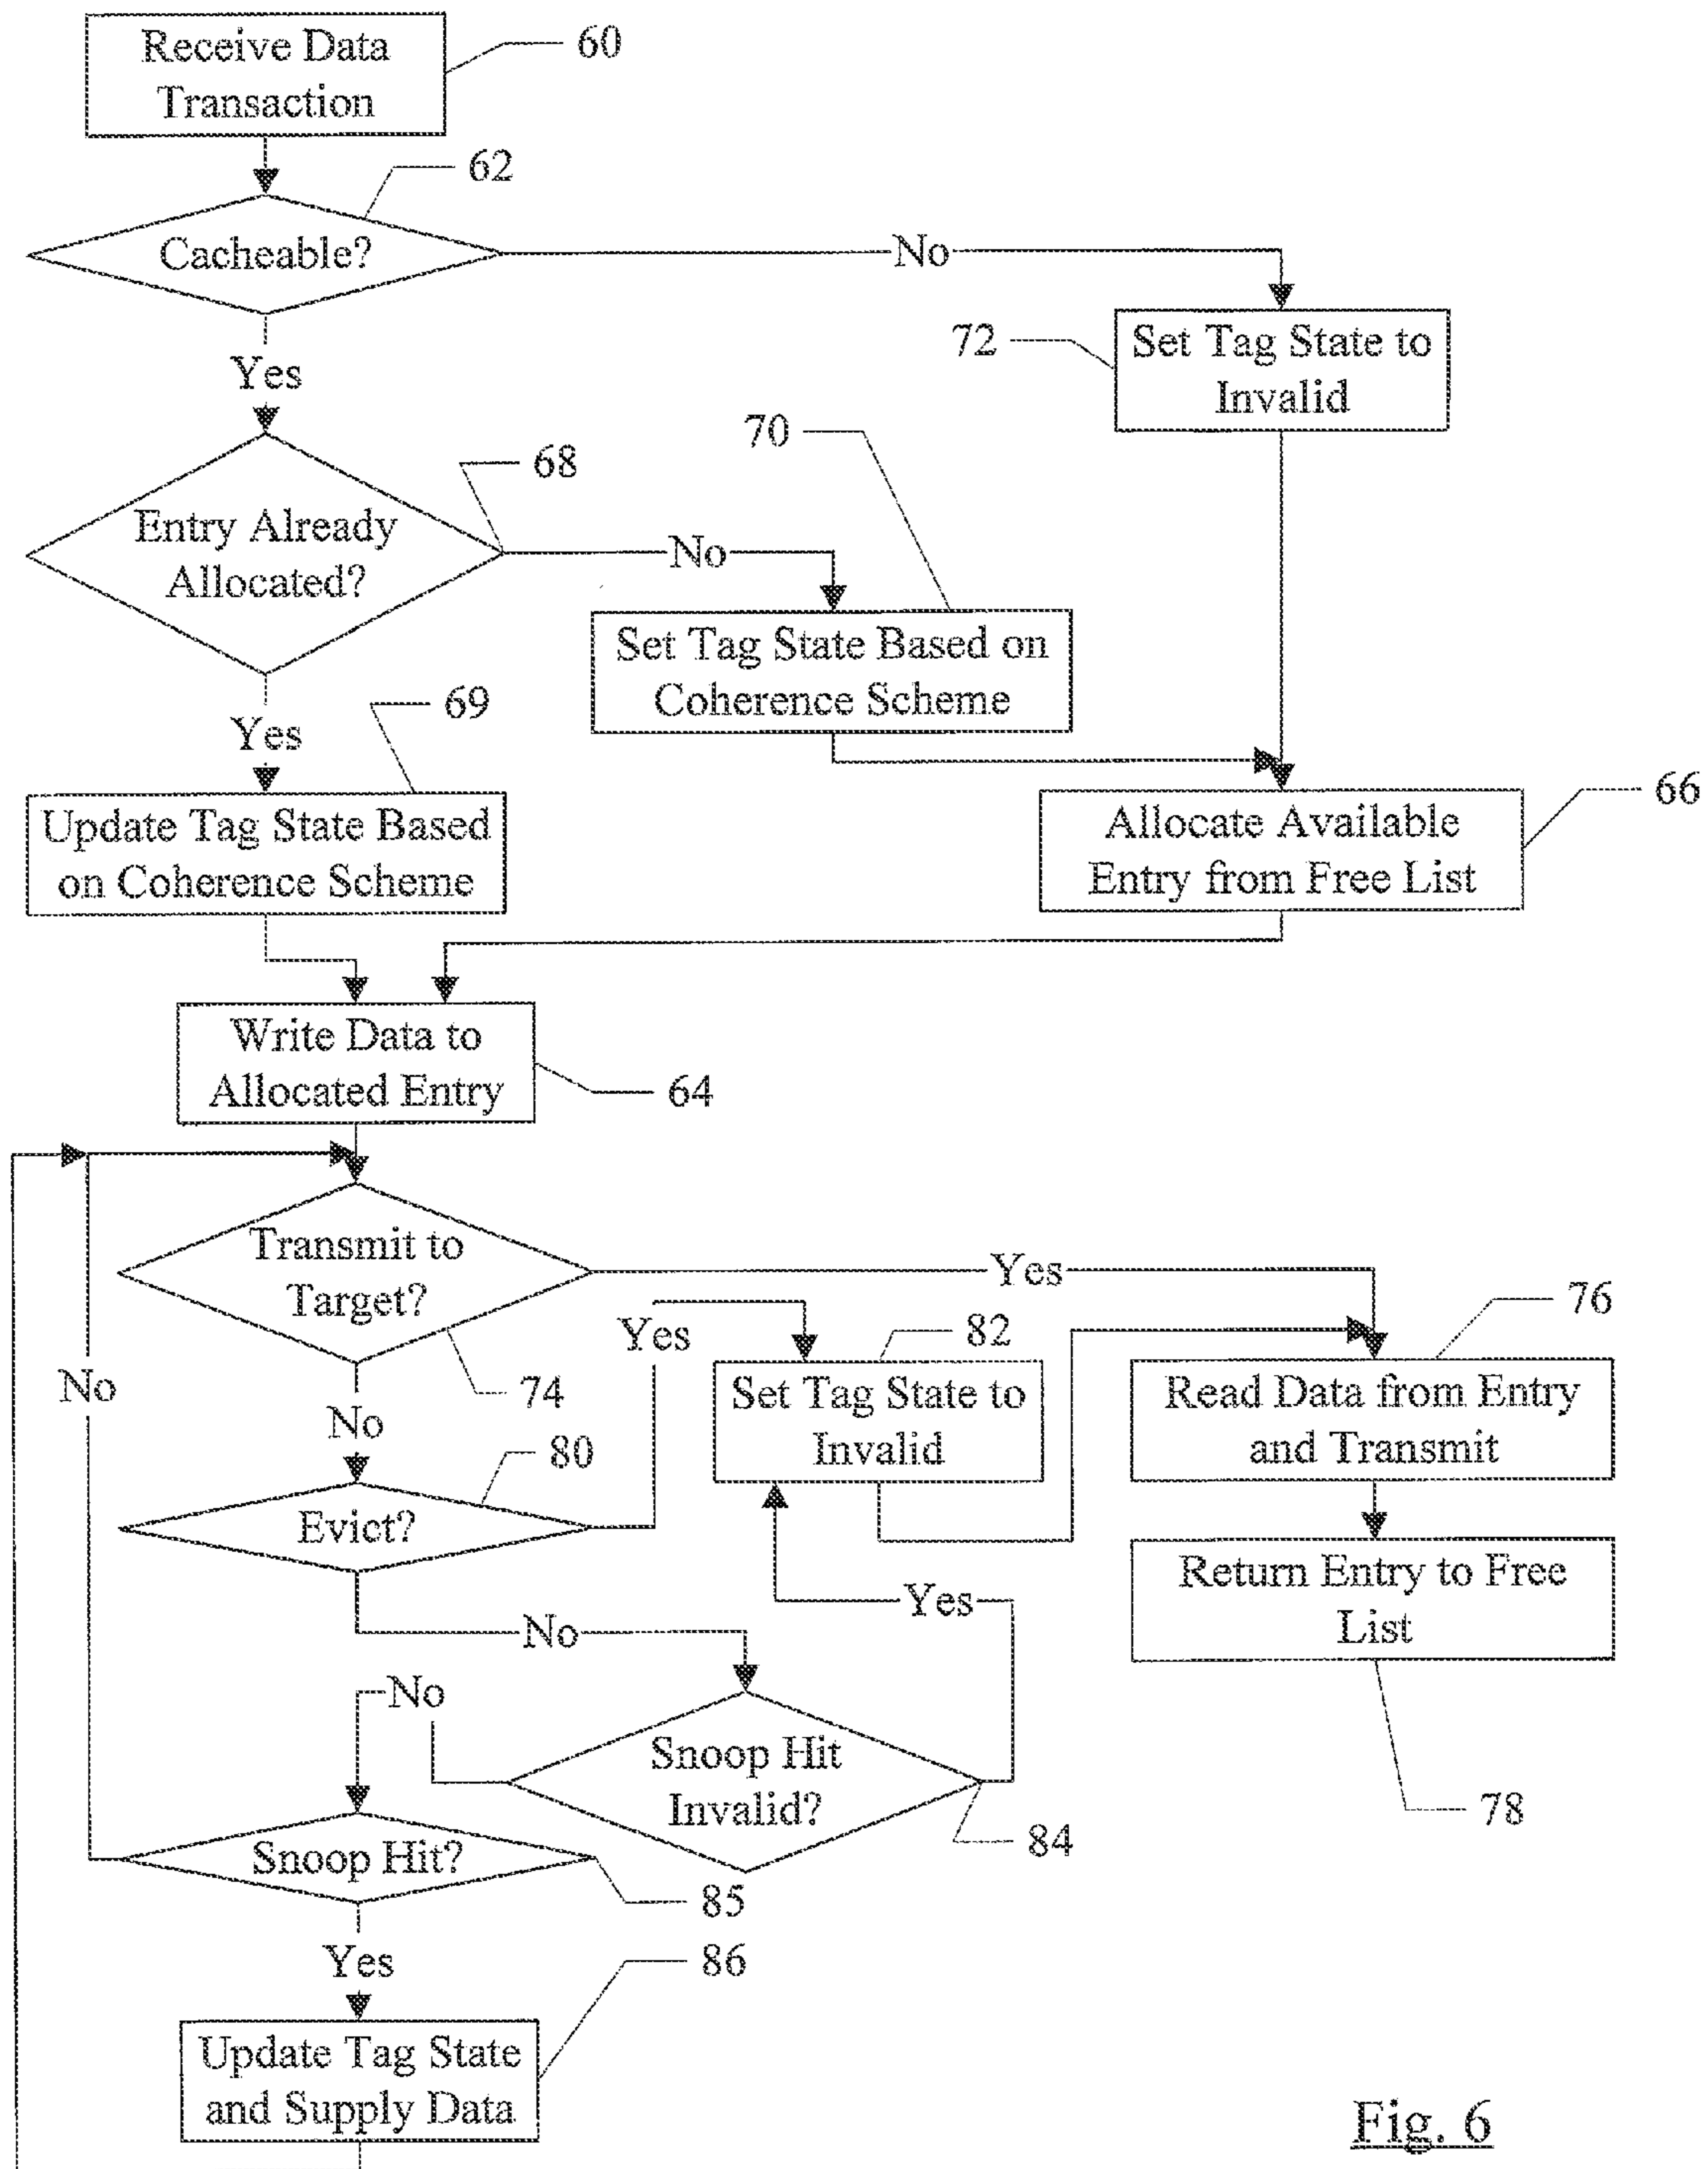 Receive Data
Transaction
60
62
Cacheable?
No
Yes
72
Set Tag State to
Invalid
70
68
Entry Already
Allocated?
No
Set Tag State Based on
Coherence Scheme
69
Yes
66
Update Tag State Based
on Coherence Scheme
Allocate Available
Entry from Free List
Write Data to
Allocated Entry
64
Transmit to
Target?
Yes
76
Yes
82
No
74
Set Tag State to
Invalid
Read Data from Entry
and Transmit
No
80
Evict?
Return Entry to Free
List
Yes
No
No
Snoop Hit
Invalid?
78
84
Snoop Hit?
85
Yes
86
Update Tag State
and Supply Data
Fig. 6